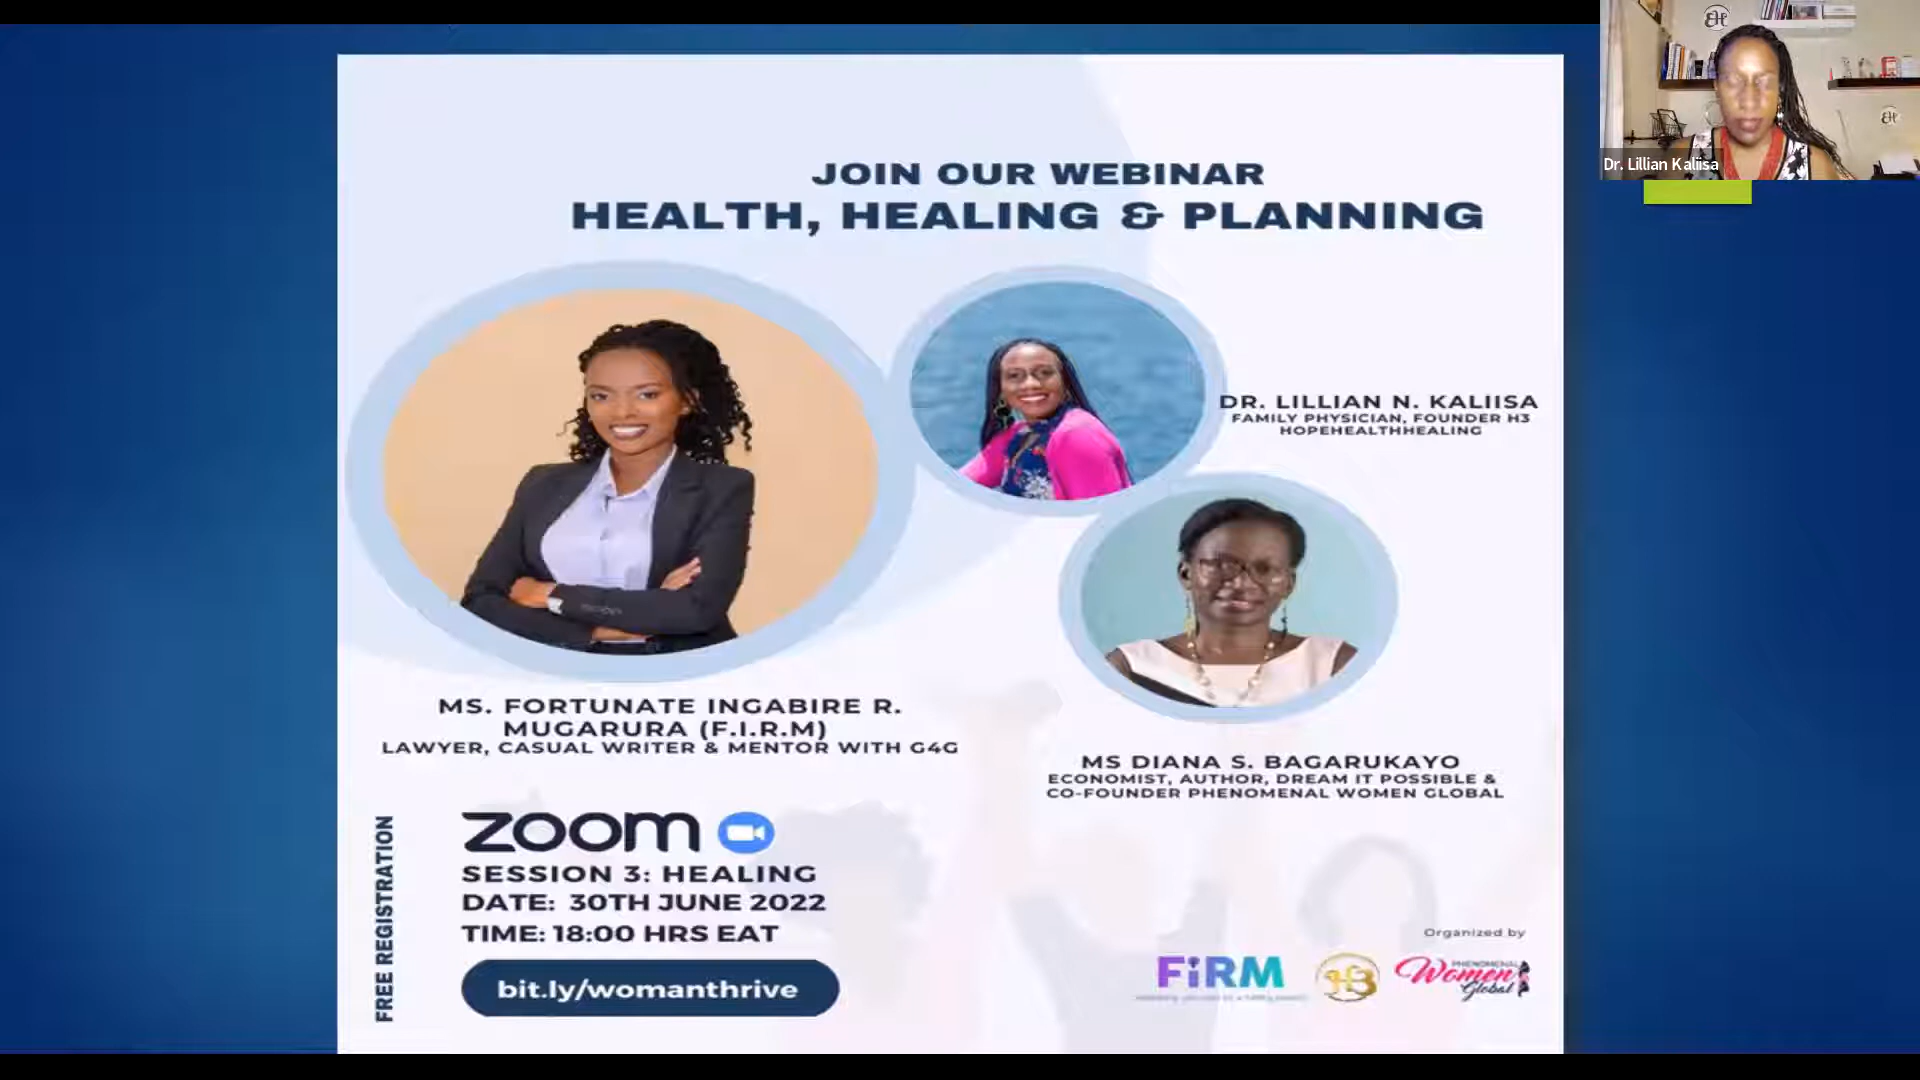 JOIN OUR WEBINAR
HEALTH, HEALING & PLANNING
Dr. Lillian Kaliisa
DR. LILLIAN N. KALIISA
FAMILY PHYSICIAN, FOUNDER H3
HOPEHEALTHHEALING
MS. FORTUNATE INGABIRE R.
MUGARURA (F.I.R.M)
LAWYER, CASUAL WRITER & MENTOR WITH G4G
MS DIANA S. BAGARUKAYO
ECONOMIST, AUTHOR, DREAM IT POSSIBLE &
CO-FOUNDER PHENOMENAL WOMEN GLOBAL
FREE REGISTRATION
zoom
SESSION 3: HEALING
DATE: 30TH JUNE 2022
TIME: 18:00 HRS EAT
bit.ly/womanthrive
Organized by
FiRM
H3
PHENOMENAL
Women
Global